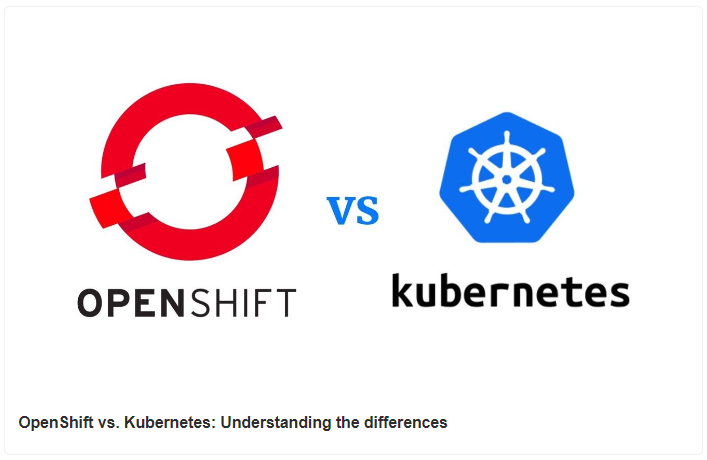 OPENSHIFT
vs
kubernetes
OpenShift vs. Kubernetes: Understanding the differences